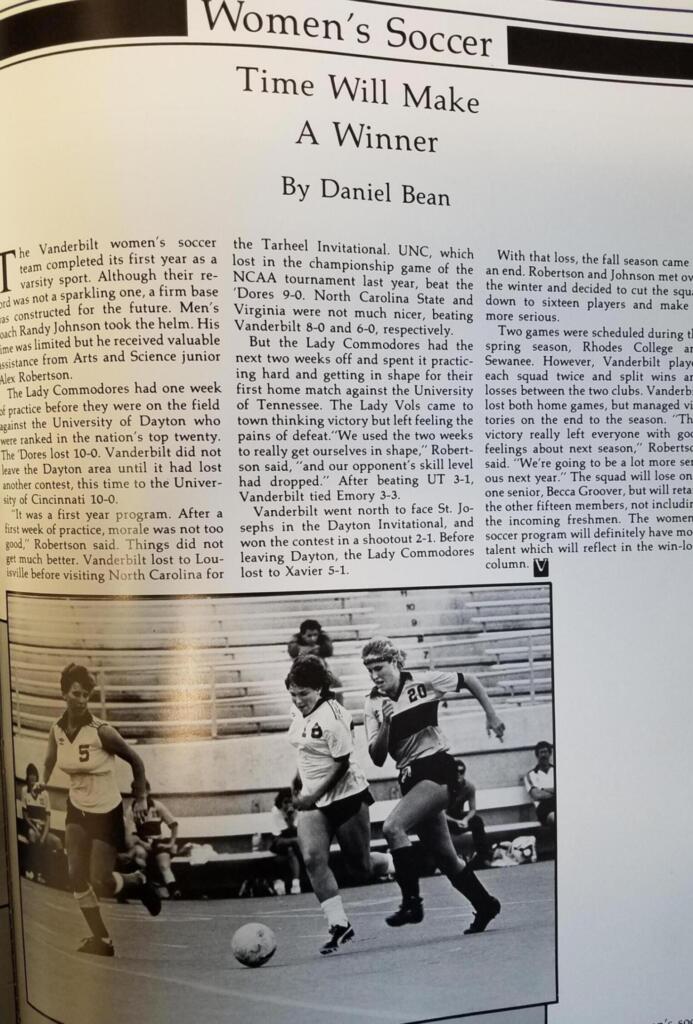 Women's Soccer
Time Will Make
A Winner
By Daniel Bean
The Vanderbilt women's soccer
team completed its first year as a
varsity sport. Although their re-
ord was not a sparkling one, a firm base
as constructed for the future. Men's
oach Randy Johnson took the helm. His
ime was limited but he received valuable
ssistance from Arts and Science junior
Alex Robertson.
The Lady Commodores had one week
of practice before they were on the field
against the University of Dayton who
were ranked in the nation's top twenty.
The 'Dores lost 10-0. Vanderbilt did not
leave the Dayton area until it had lost
another contest, this time to the Univer-
sity of Cincinnati 10-0.
"It was a first year program. After a
first week of practice, morale was not too
good," Robertson said. Things did not
get much better. Vanderbilt lost to Lou-
isville before visiting North Carolina for
the Tarheel Invitational. UNC, which
lost in the championship game of the
NCAA tournament last year, beat the
'Dores 9-0. North Carolina State and
Virginia were not much nicer, beating
Vanderbilt 8-0 and 6-0, respectively.
But the Lady Commodores had the
next two weeks off and spent it practic-
ing hard and getting in shape for their
first home match against the University
of Tennessee. The Lady Vols came to
town thinking victory but left feeling the
pains of defeat."We used the two weeks
to really get ourselves in shape," Robert-
son said, "and our opponent's skill level
had dropped." After beating UT 3-1,
Vanderbilt tied Emory 3-3.
Vanderbilt went north to face St. Jo-
sephs in the Dayton Invitational, and
won the contest in a shootout 2-1. Before
leaving Dayton, the Lady Commodores
lost to Xavier 5-1.
With that loss, the fall season came
an end. Robertson and Johnson met ov
the winter and decided to cut the squa
down to sixteen players and make
more serious.
Two games were scheduled during th
spring season, Rhodes College an
Sewanee. However, Vanderbilt playe
each squad twice and split wins an
losses between the two clubs. Vanderb
lost both home games, but managed vi
tories on the end to the season. "Th
victory really left everyone with goo
feelings about next season," Robertso
said. "We're going to be a lot more ser
ous next year." The squad will lose on
one senior, Becca Groover, but will reta
the other fifteen members, not includin
the incoming freshmen. The women
soccer program will definitely have mo
talent which will reflect in the win-lo
column. V
10
5
18
20